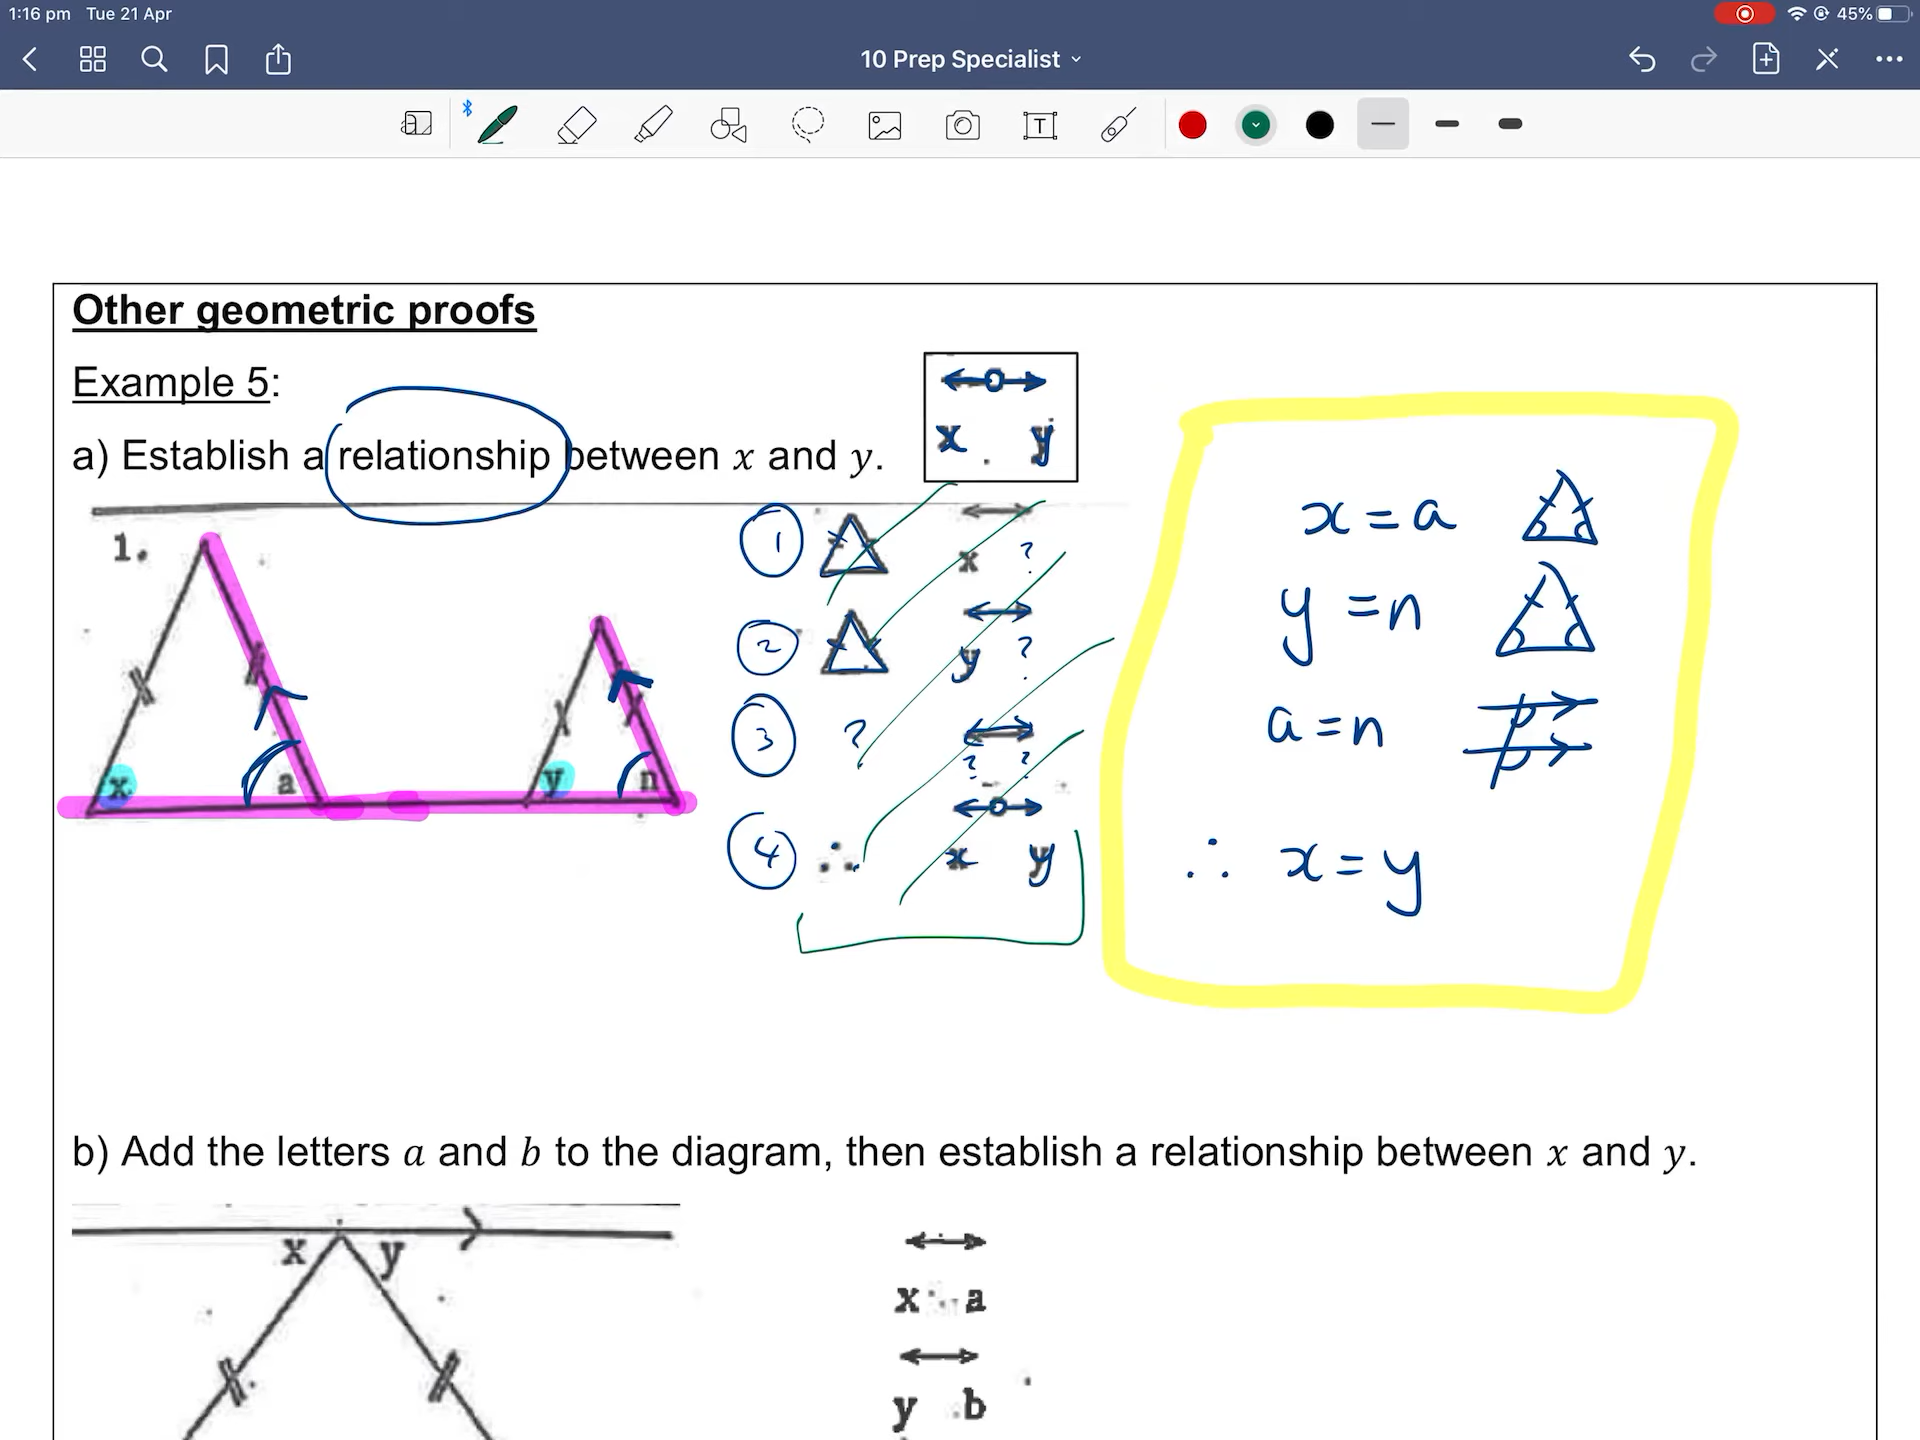 1:16 pm Tue 21 Apr
45%
10 Prep Specialist
a
T
Other geometric proofs
Example 5:
x y
a) Establish a relationship between x and y.
1.
x a y n
1 x ?
2 y ?
3 ? ? ?
4 ∴ x y
x = a
y = n
a = n
∴ x = y
b) Add the letters a and b to the diagram, then establish a relationship between x and y.
x y
x a
y b